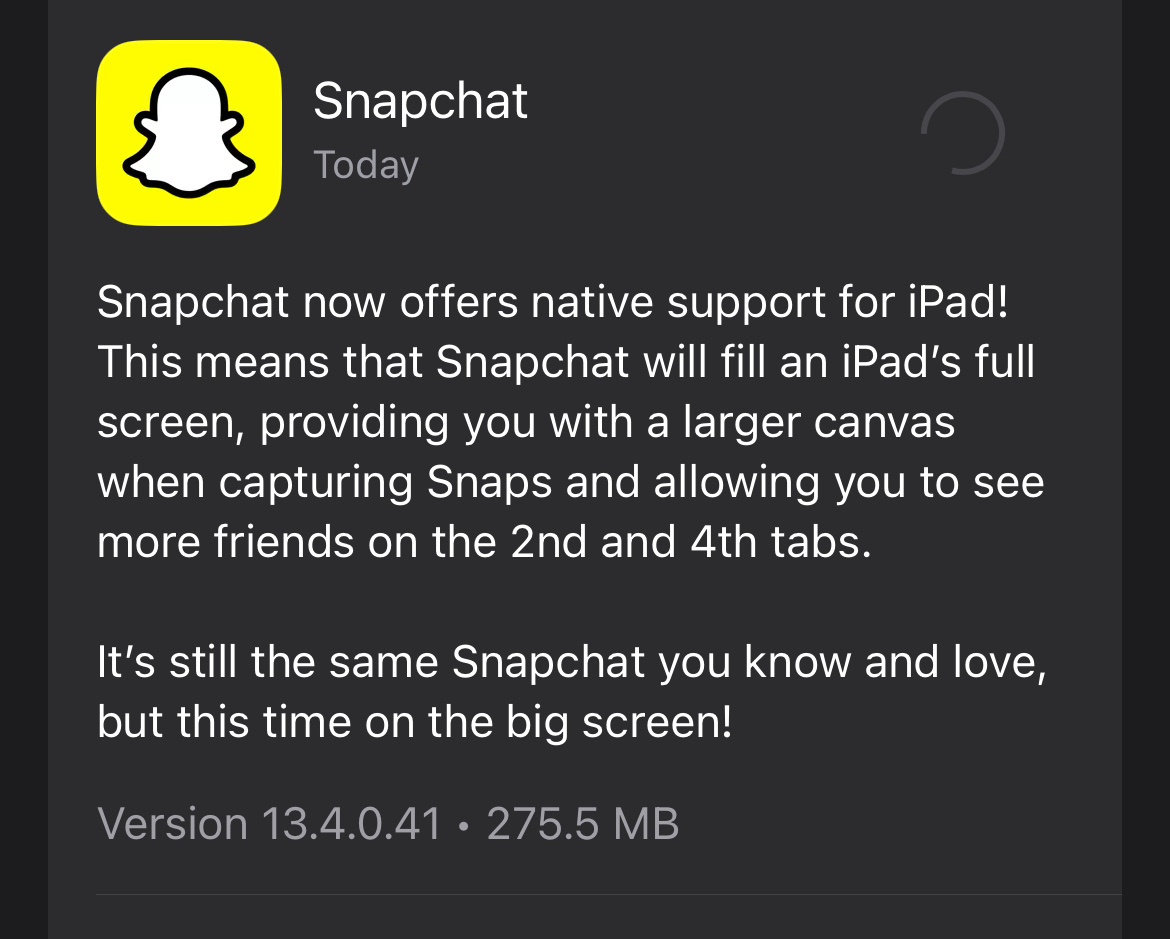 Snapchat
Today
Snapchat now offers native support for iPad!
This means that Snapchat will fill an iPad’s full
screen, providing you with a larger canvas
when capturing Snaps and allowing you to see
more friends on the 2nd and 4th tabs.
It’s still the same Snapchat you know and love,
but this time on the big screen!
Version 13.4.0.41 • 275.5 MB